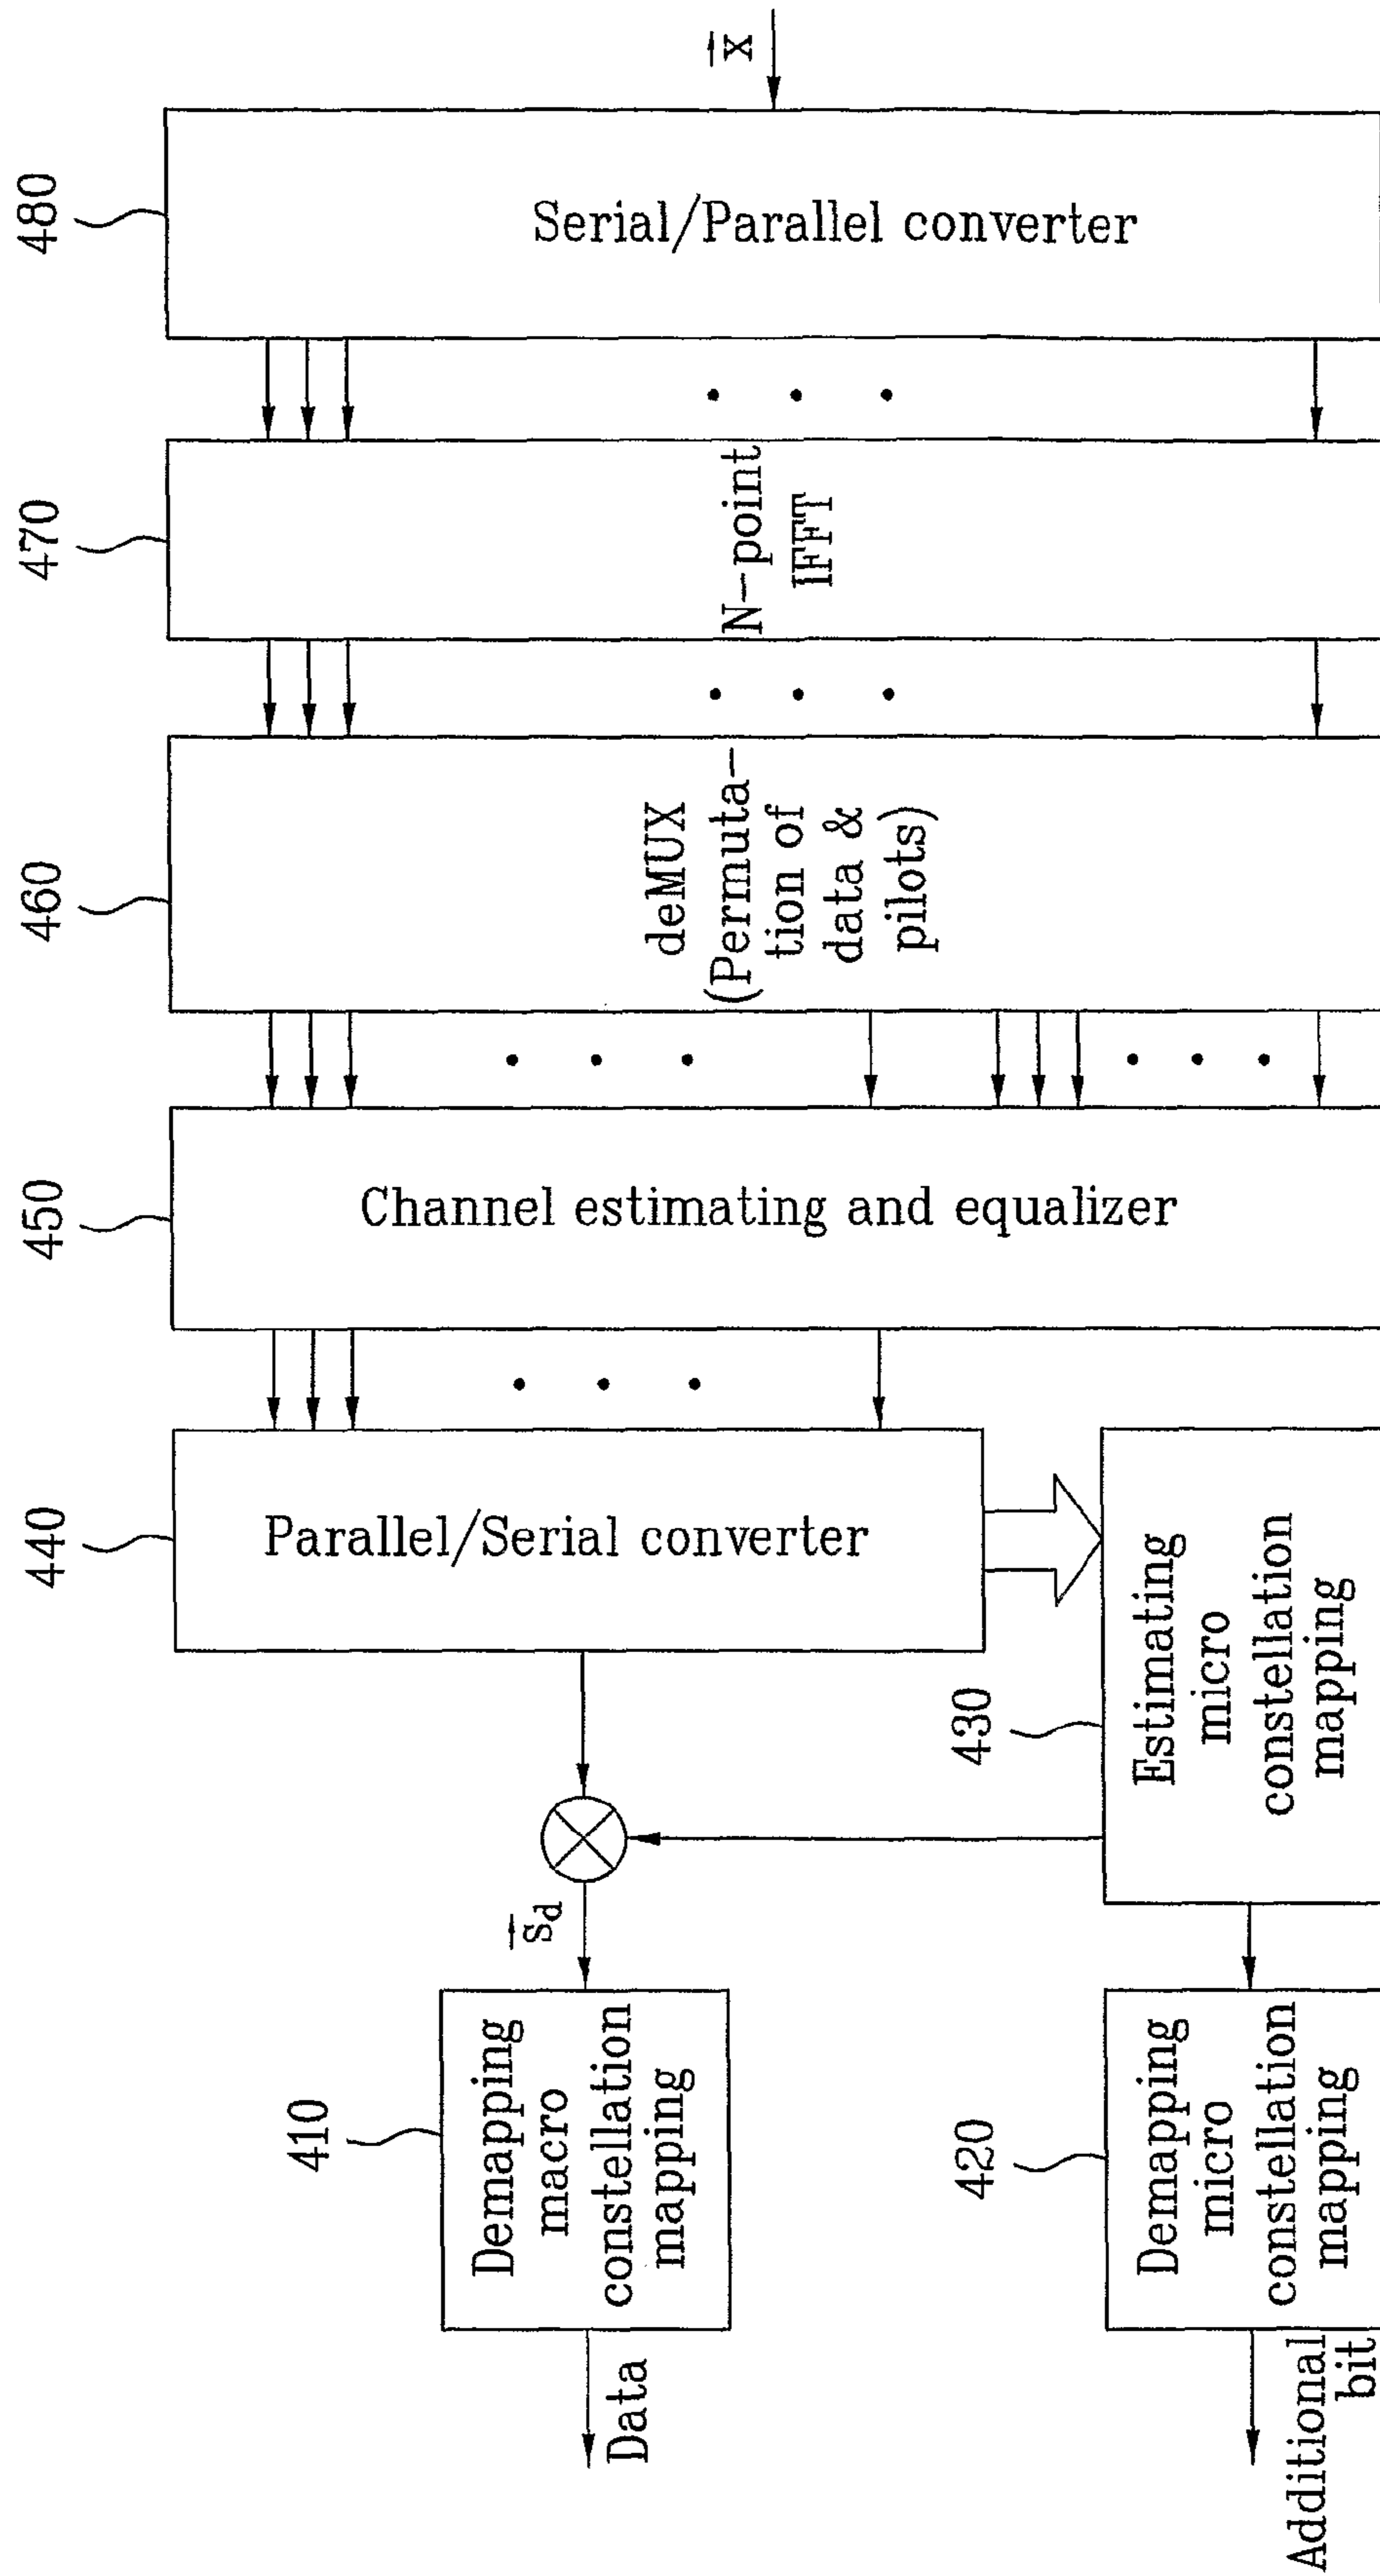 x
480
Serial/Parallel converter
470
N-point
IFFT
460
deMUX
(Permuta-
tion of
data &
pilots)
450
Channel estimating and equalizer
440
Parallel/Serial converter
430
Estimating
micro
constellation
mapping
sd
410
Demapping
macro
constellation
mapping
420
Demapping
micro
constellation
mapping
Data
Additional
bit